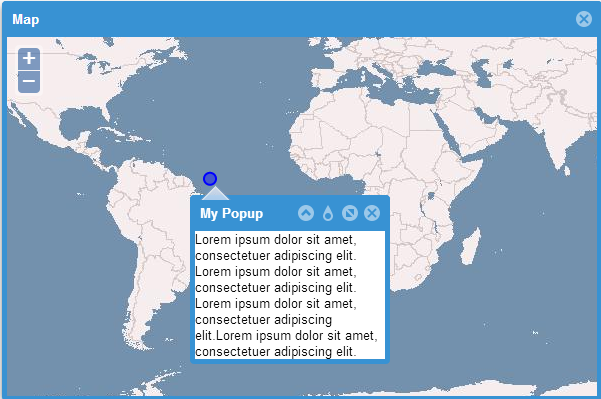 Map
+
−
My Popup
Lorem ipsum dolor sit amet,
consectetuer adipiscing elit.
Lorem ipsum dolor sit amet,
consectetuer adipiscing elit.
Lorem ipsum dolor sit amet,
consectetuer adipiscing
elit.Lorem ipsum dolor sit amet,
consectetuer adipiscing elit.